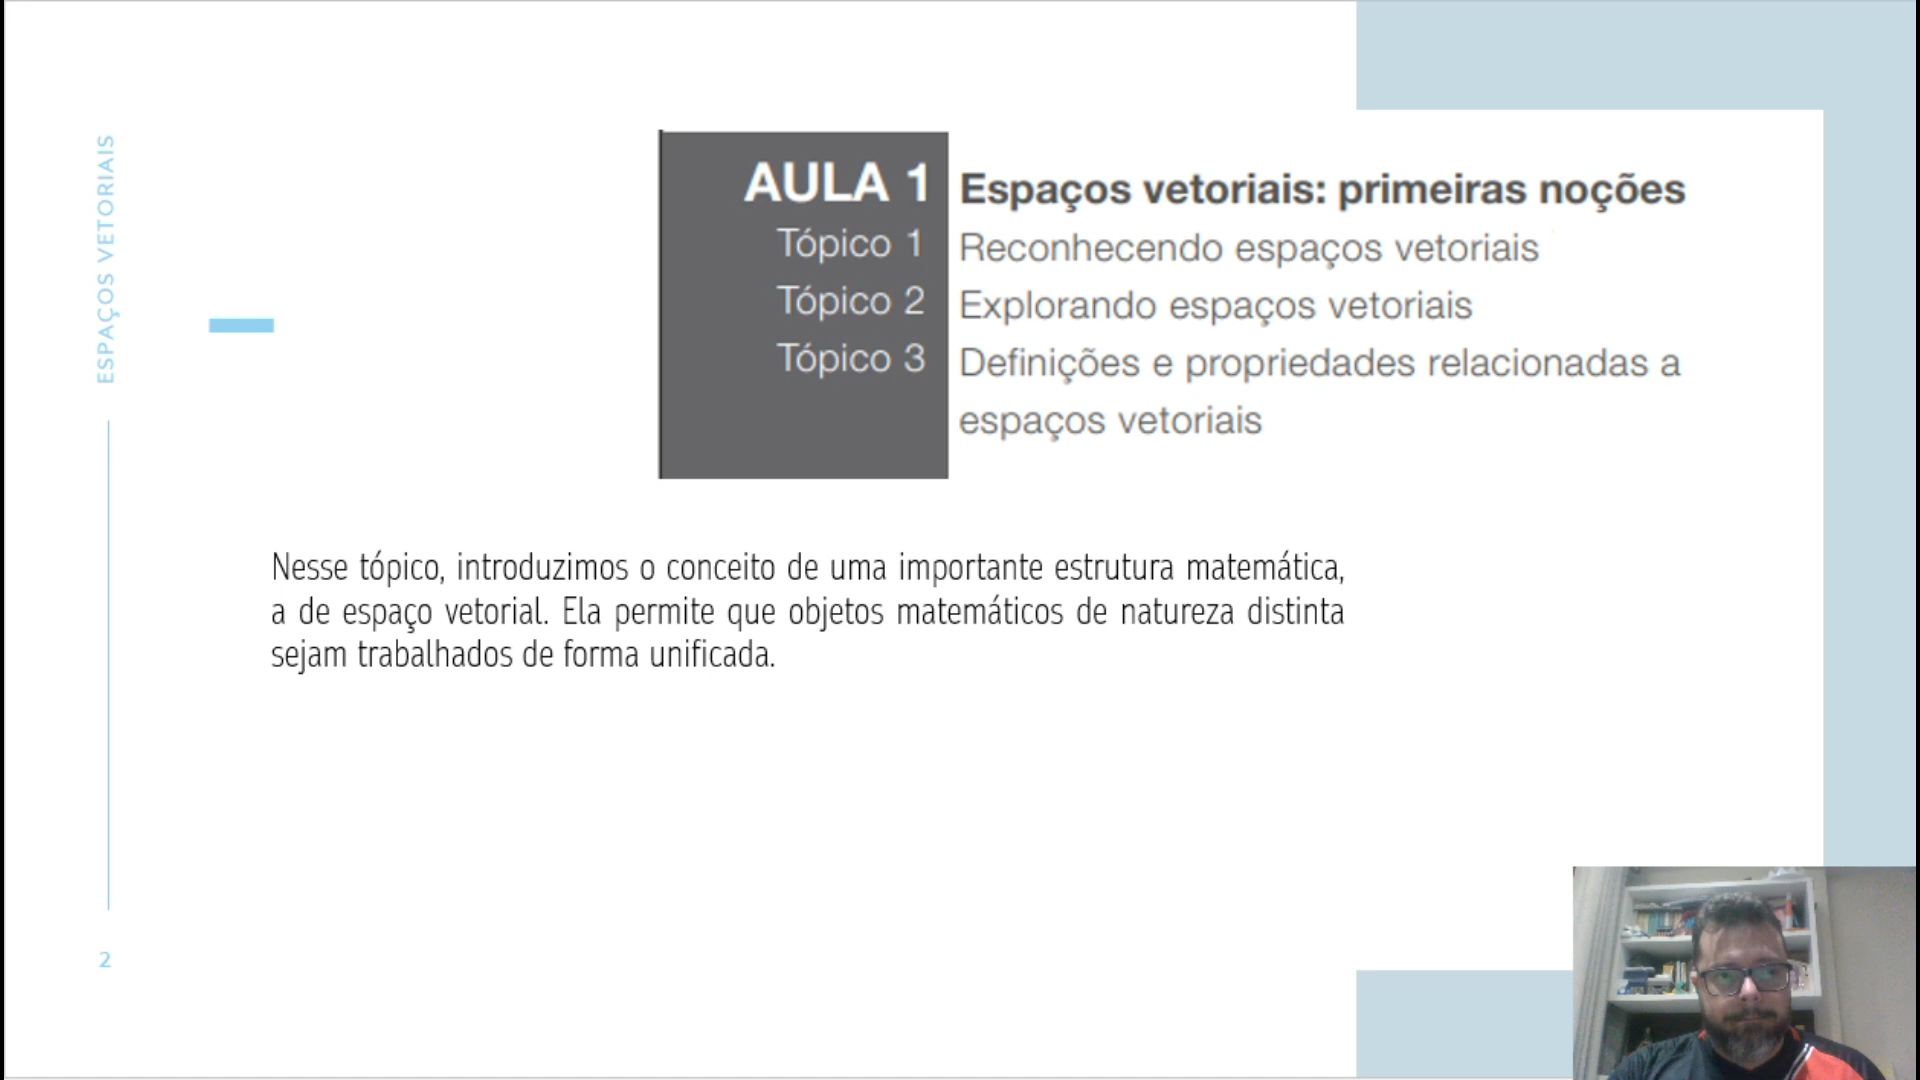 ESPAÇOS VETORIAIS
AULA 1 Espaços vetoriais: primeiras noções
Tópico 1 Reconhecendo espaços vetoriais
Tópico 2 Explorando espaços vetoriais
Tópico 3 Definições e propriedades relacionadas a
espaços vetoriais
Nesse tópico, introduzimos o conceito de uma importante estrutura matemática,
a de espaço vetorial. Ela permite que objetos matemáticos de natureza distinta
sejam trabalhados de forma unificada.
2